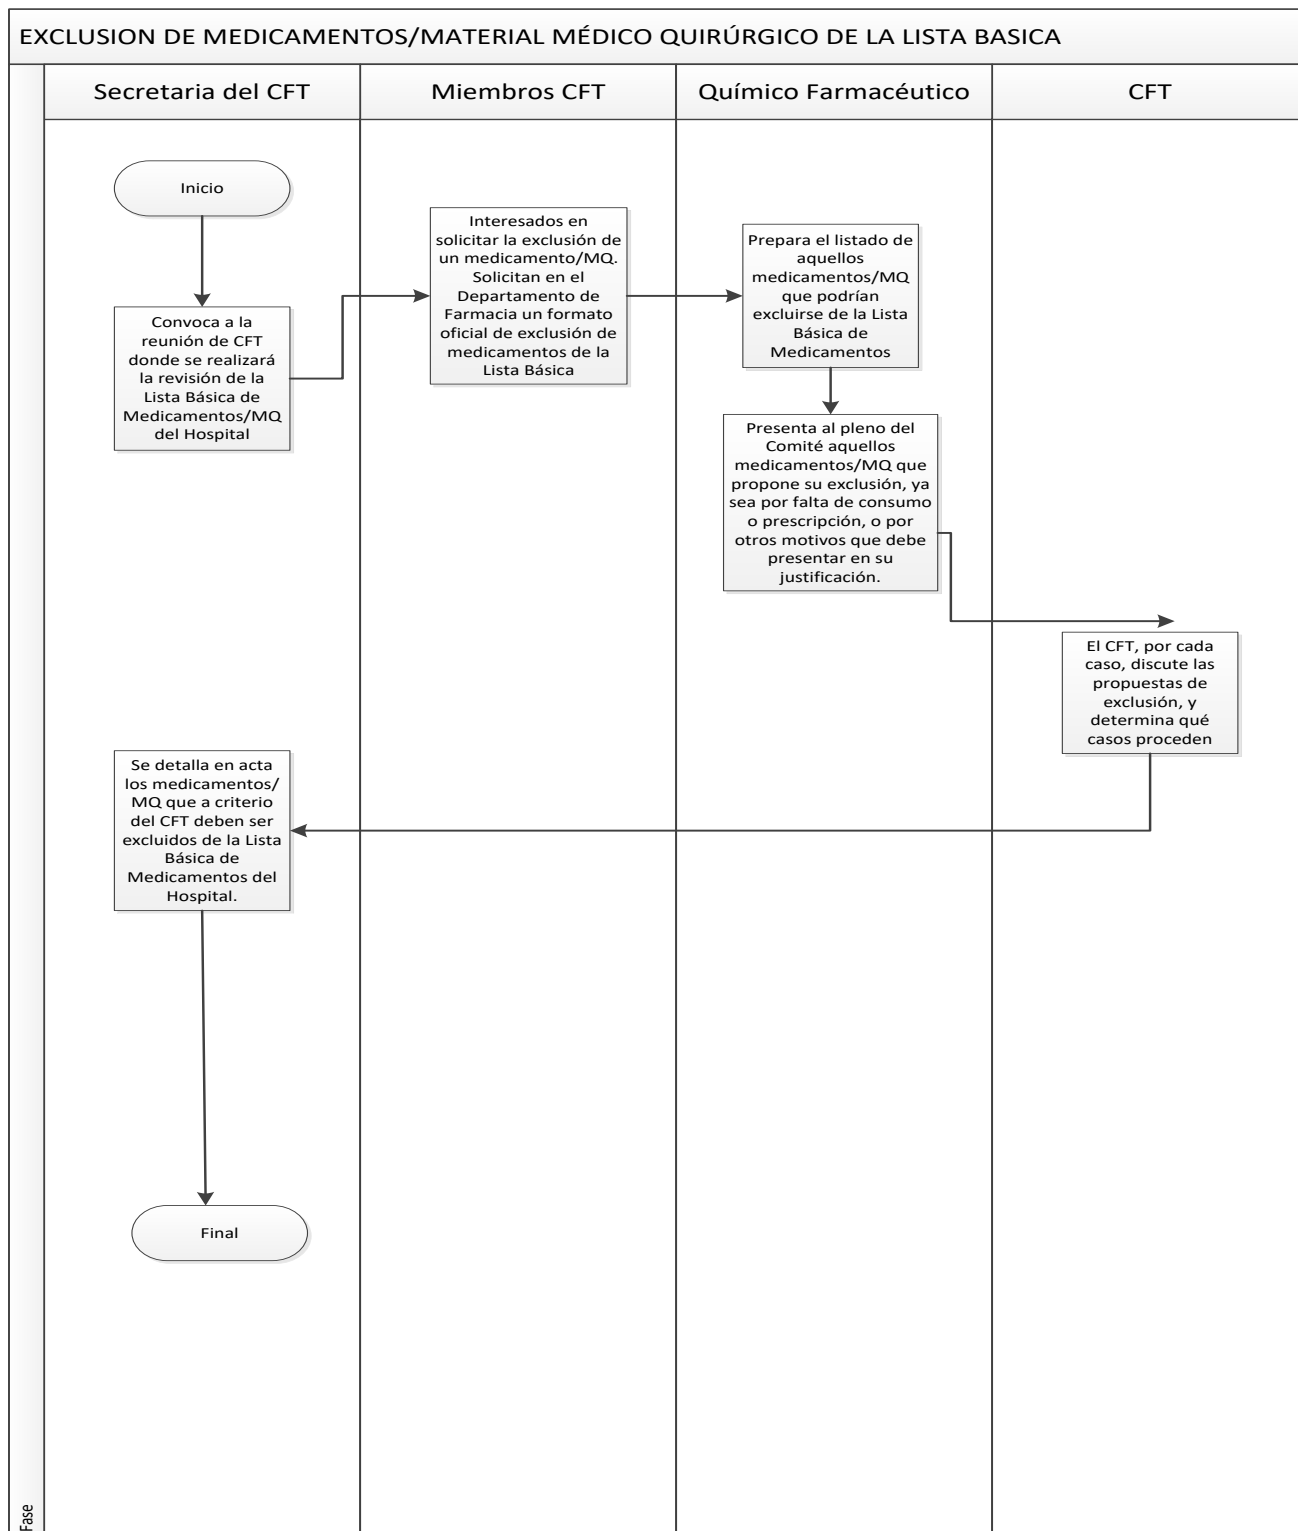 EXCLUSION DE MEDICAMENTOS/MATERIAL MÉDICO QUIRÚRGICO DE LA LISTA BASICA
Secretaria del CFT
Miembros CFT
Químico Farmacéutico
CFT
Inicio
Convoca a la
reunión de CFT
donde se realizará
la revisión de la
Lista Básica de
Medicamentos/MQ
del Hospital
Interesados en
solicitar la exclusión de
un medicamento/MQ.
Solicitan en el
Departamento de
Farmacia un formato
oficial de exclusión de
medicamentos de la
Lista Básica
Prepara el listado de
aquellos
medicamentos/MQ
que podrían
excluirse de la Lista
Básica de
Medicamentos
Presenta al pleno del
Comité aquellos
medicamentos/MQ que
propone su exclusión, ya
sea por falta de consumo
o prescripción, o por
otros motivos que debe
presentar en su
justificación.
El CFT, por cada
caso, discute las
propuestas de
exclusión, y
determina qué
casos proceden
Se detalla en acta
los medicamentos/
MQ que a criterio
del CFT deben ser
excluidos de la Lista
Básica de
Medicamentos del
Hospital.
Final
Fase